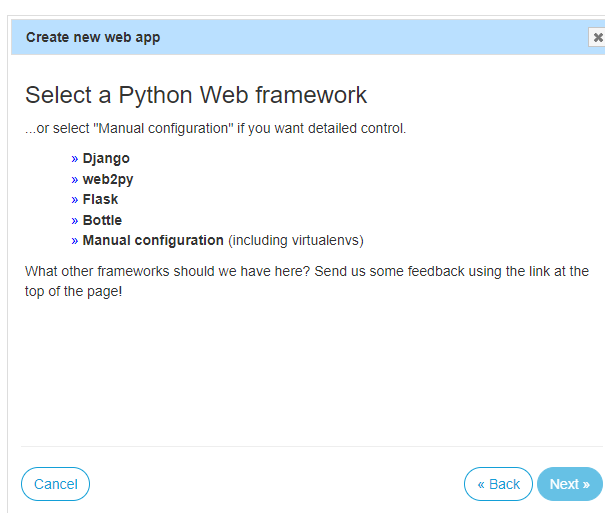 Create new web app
Select a Python Web framework
...or select "Manual configuration" if you want detailed control.
» Django
» web2py
» Flask
» Bottle
» Manual configuration (including virtualenvs)
What other frameworks should we have here? Send us some feedback using the link at the
top of the page!
Cancel
« Back
Next »